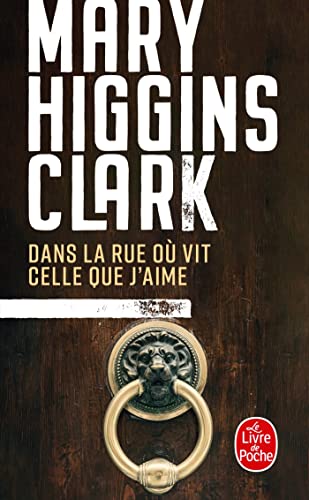 MARY
HIGGINS
CLARK
DANS LA RUE OÙ VIT
CELLE QUE J'AIME
Le
Livre
de
Poche